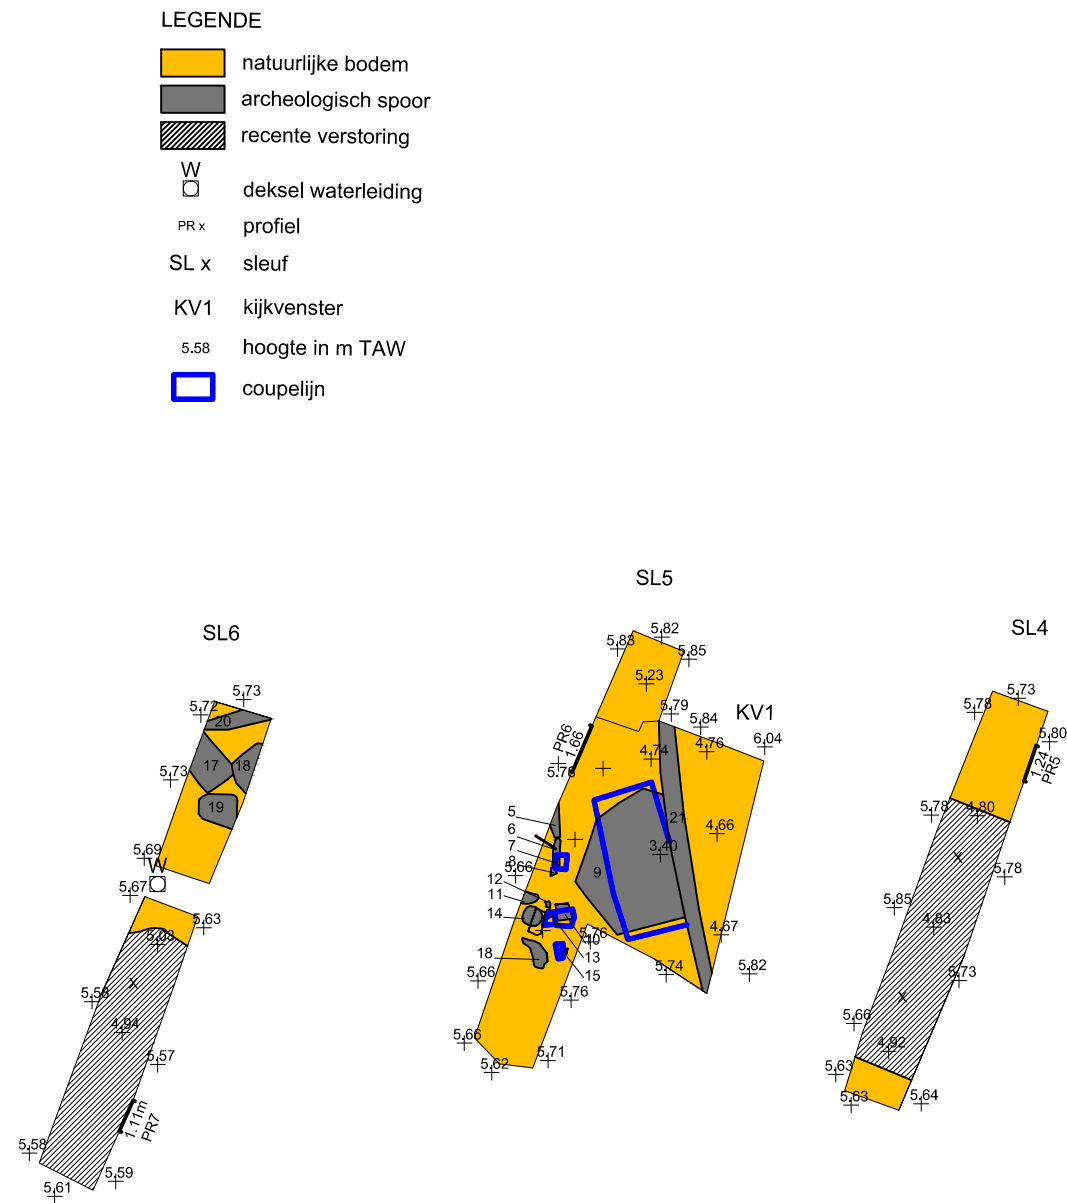 LEGENDE
natuurlijke bodem
archeologisch spoor
recente verstoring
W
deksel waterleiding
PR x profiel
SL x sleuf
KV1 kijkvenster
5.58 hoogte in m TAW
coupelijn
SL6
5.73
5.72
20
17
18
5.73
19
5.69
W
5.67
5.63
5.03
X
5.58
4.94
5.57
1.11m
PR7
5.58
5.59
5.61
SL5
5.82
5.83
5.85
5.23
5.79
5.84
KV1
PR6
1.66
4.74
4.76
6.04
5.78
5
21
4.66
6
7
3.40
8
5.66
9
12
11
14
4.67
5.76
10
13
18
15
5.74
5.82
5.66
5.76
5.66
5.71
5.62
SL4
5.73
5.78
5.80
1.24
PR5
5.78
4.80
X
5.78
5.85
4.83
5.73
X
5.66
4.92
5.63
5.63
5.64